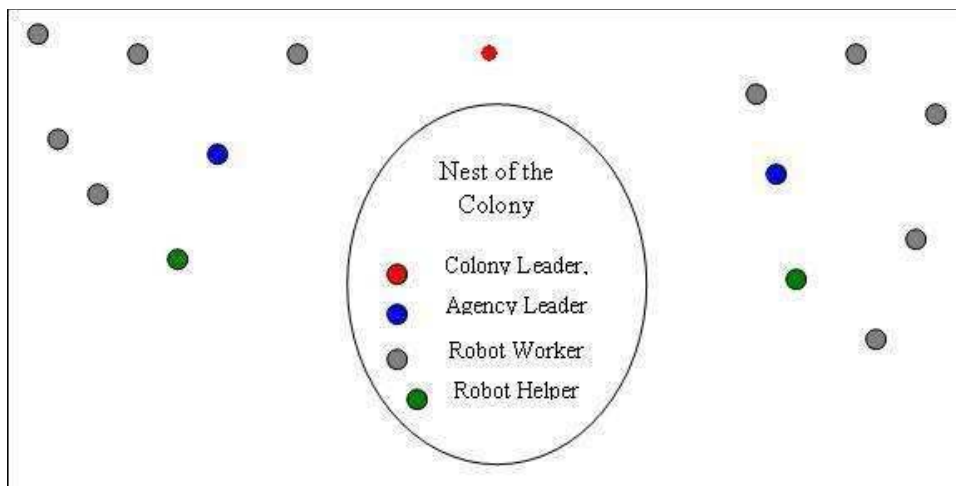 Nest of the
Colony
Colony Leader.
Agency Leader
Robot Worker
Robot Helper